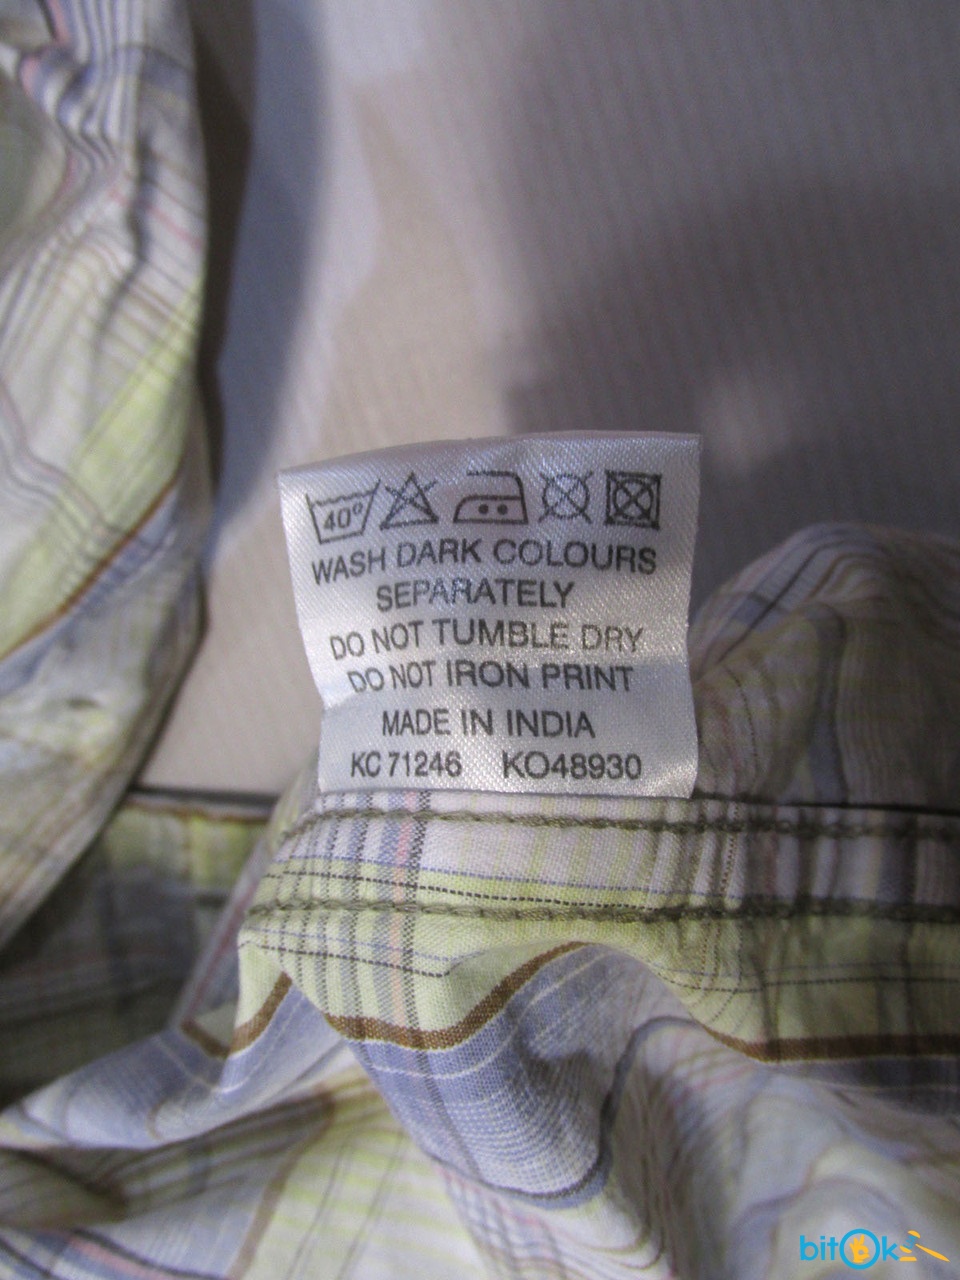 40°
WASH DARK COLOURS
SEPARATELY
DO NOT TUMBLE DRY
DO NOT IRON PRINT
MADE IN INDIA
KC 71246 KO48930
bitOk